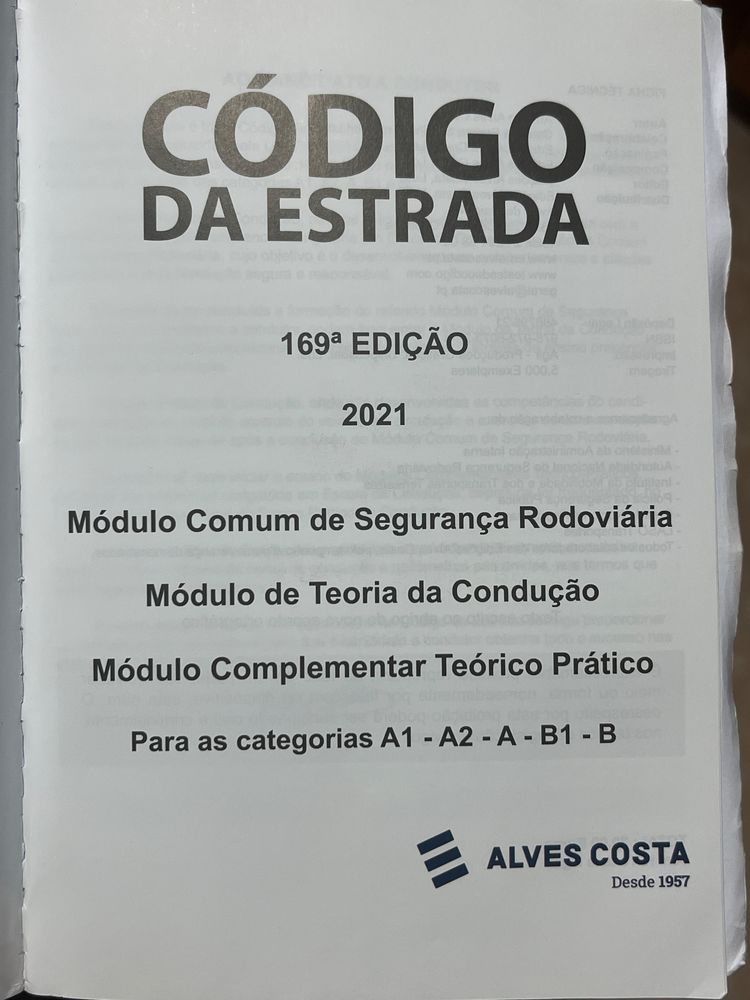 CÓDIGO
DA ESTRADA
169ª EDIÇÃO
2021
Módulo Comum de Segurança Rodoviária
Módulo de Teoria da Condução
Módulo Complementar Teórico Prático
Para as categorias A1 - A2 - A - B1 - B
ALVES COSTA
Desde 1957